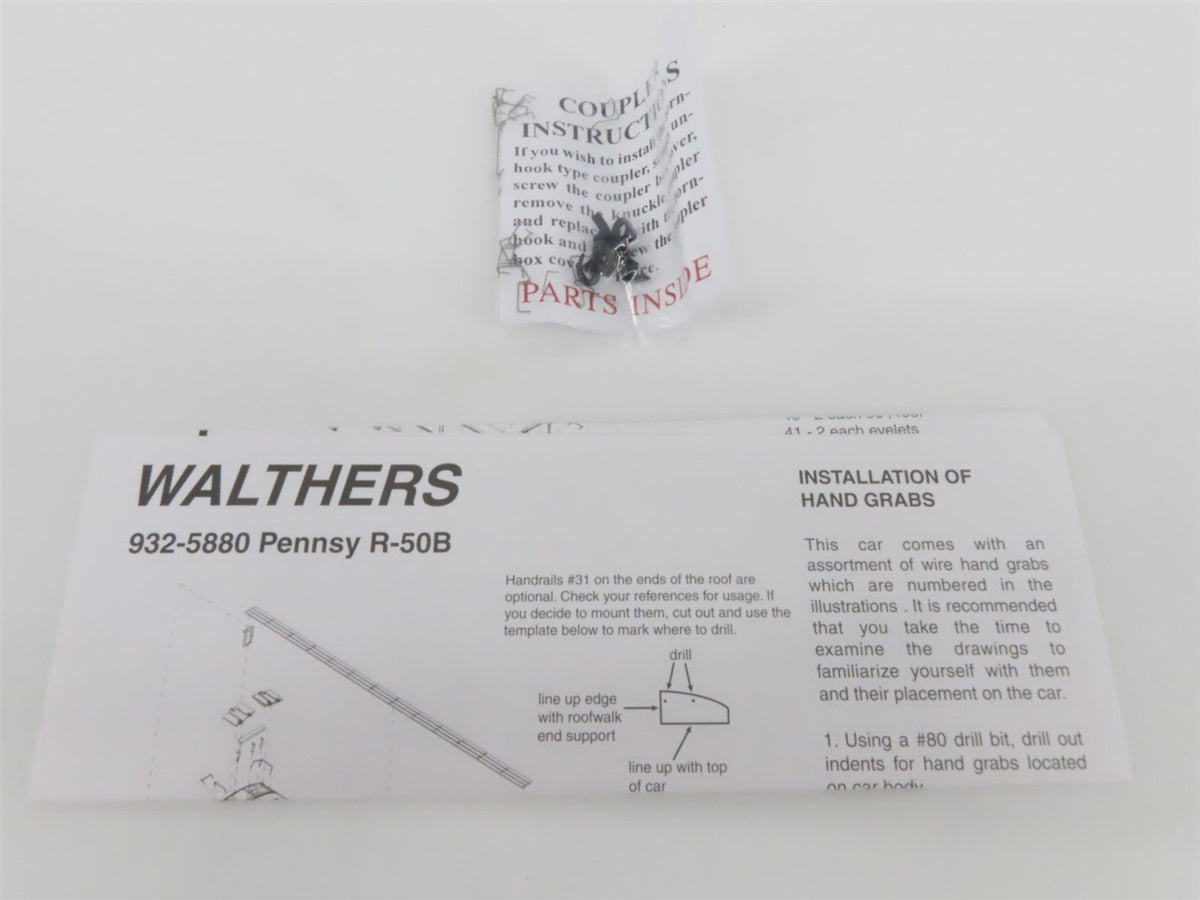 COUPLERS
INSTRUCTIONS
If you wish to install
hook type coupler,
screw the coupler
remove the knuckle
and with
hook and the
box
PARTS INSIDE
41 - 2 each eyelets
WALTHERS
932-5880 Pennsy R-50B
Handrails #31 on the ends of the roof are
optional. Check your references for usage. If
you decide to mount them, cut out and use the
template below to mark where to drill.
drill
line up edge
with roofwalk
end support
line up with top
of car
INSTALLATION OF
HAND GRABS
This car comes with an
assortment of wire hand grabs
which are numbered in the
illustrations . It is recommended
that you take the time to
examine the drawings to
familiarize yourself with them
and their placement on the car.
1. Using a #80 drill bit, drill out
indents for hand grabs located
on car body